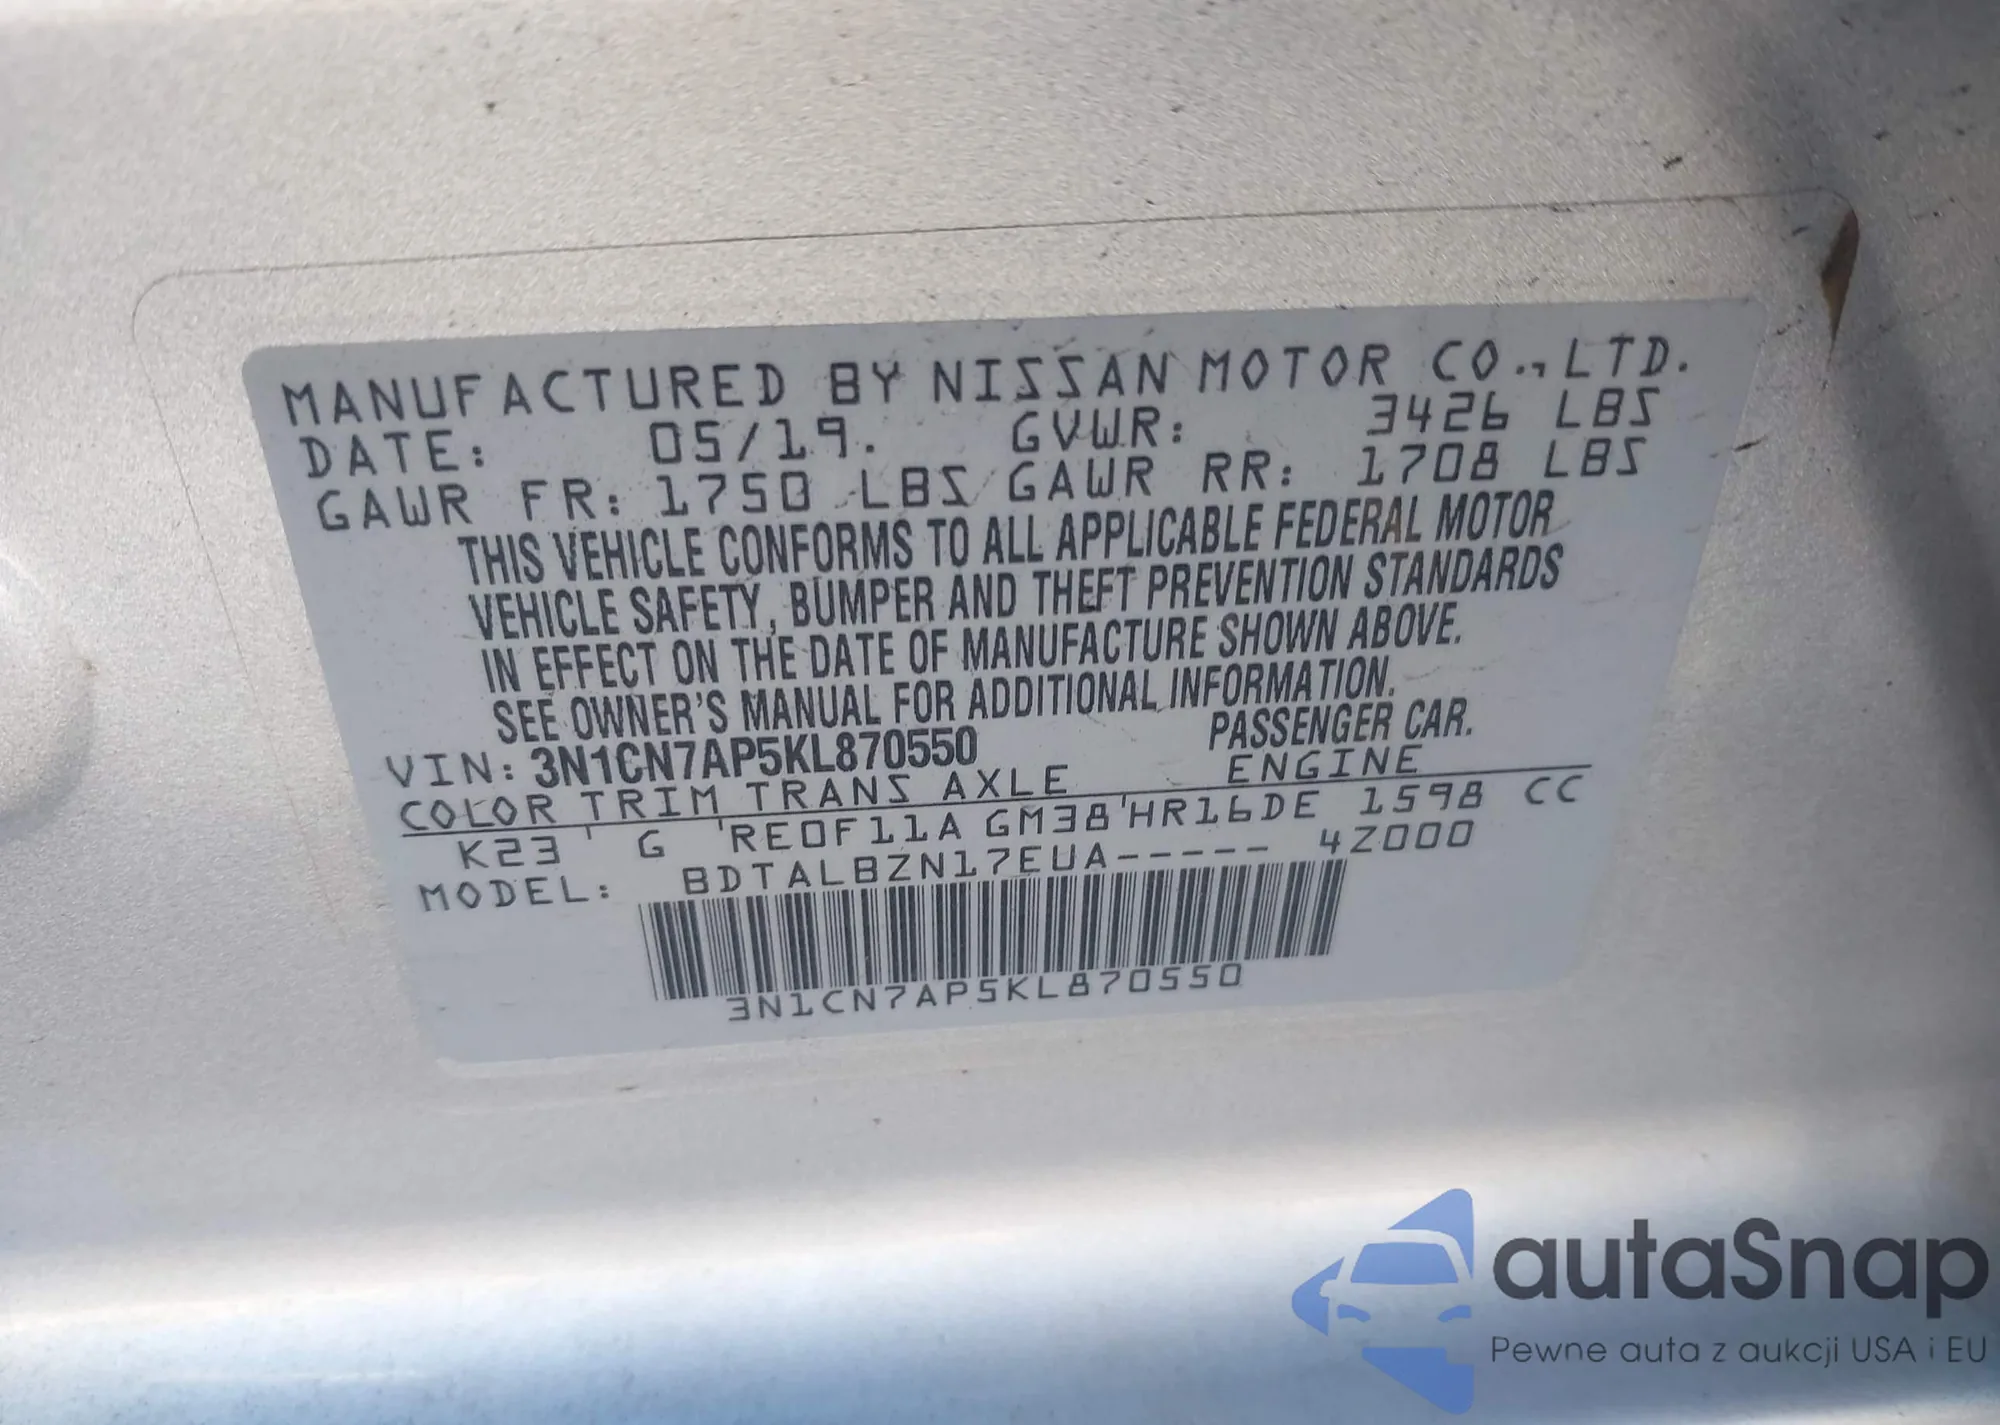 MANUFACTURED BY NISSAN MOTOR CO., LTD.
DATE: 05/19. GVWR: 3426 LBS
GAWR FR: 1750 LBS GAWR RR: 1708 LBS
THIS VEHICLE CONFORMS TO ALL APPLICABLE FEDERAL MOTOR
VEHICLE SAFETY, BUMPER AND THEFT PREVENTION STANDARDS
IN EFFECT ON THE DATE OF MANUFACTURE SHOWN ABOVE.
SEE OWNER'S MANUAL FOR ADDITIONAL INFORMATION.
VIN: 3N1CN7AP5KL870550 PASSENGER CAR.
COLOR TRIM TRANS AXLE ENGINE
K23 ' G 'RE0F11A GM38'HR16DE 1598 CC
MODEL: BDTALBZN17EUA----- 4Z000
3N1CN7AP5KL870550
autaSnap
Pewne auta z aukcji USA i EU